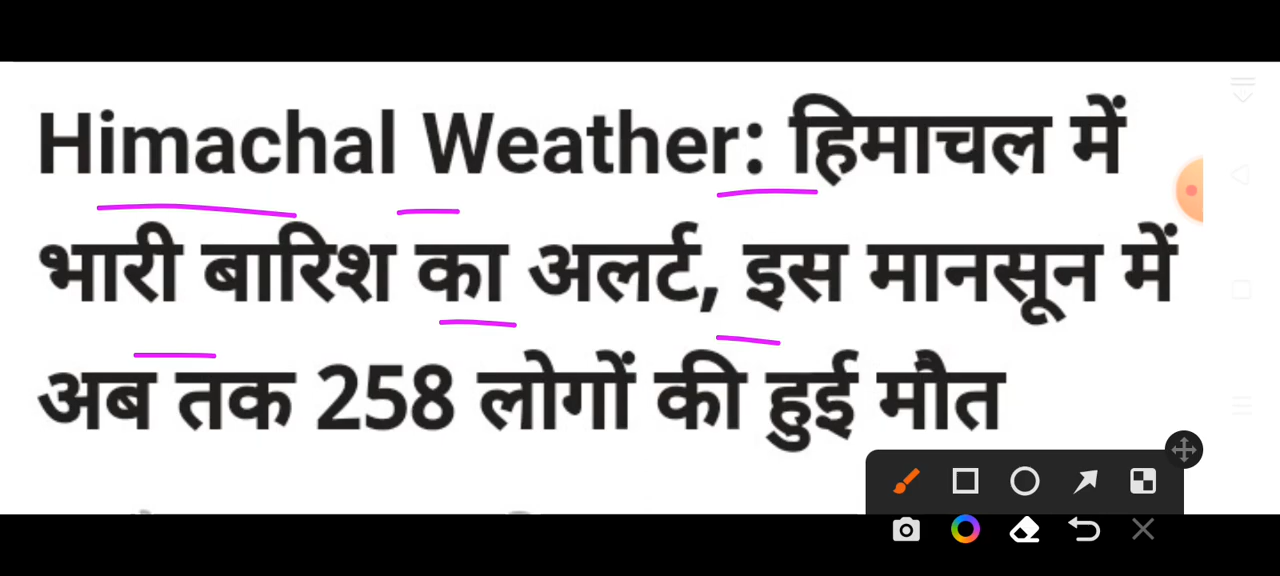 Himachal Weather: हिमाचल में
भारी बारिश का अलर्ट, इस मानसून में
अब तक 258 लोगों की हुई मौत